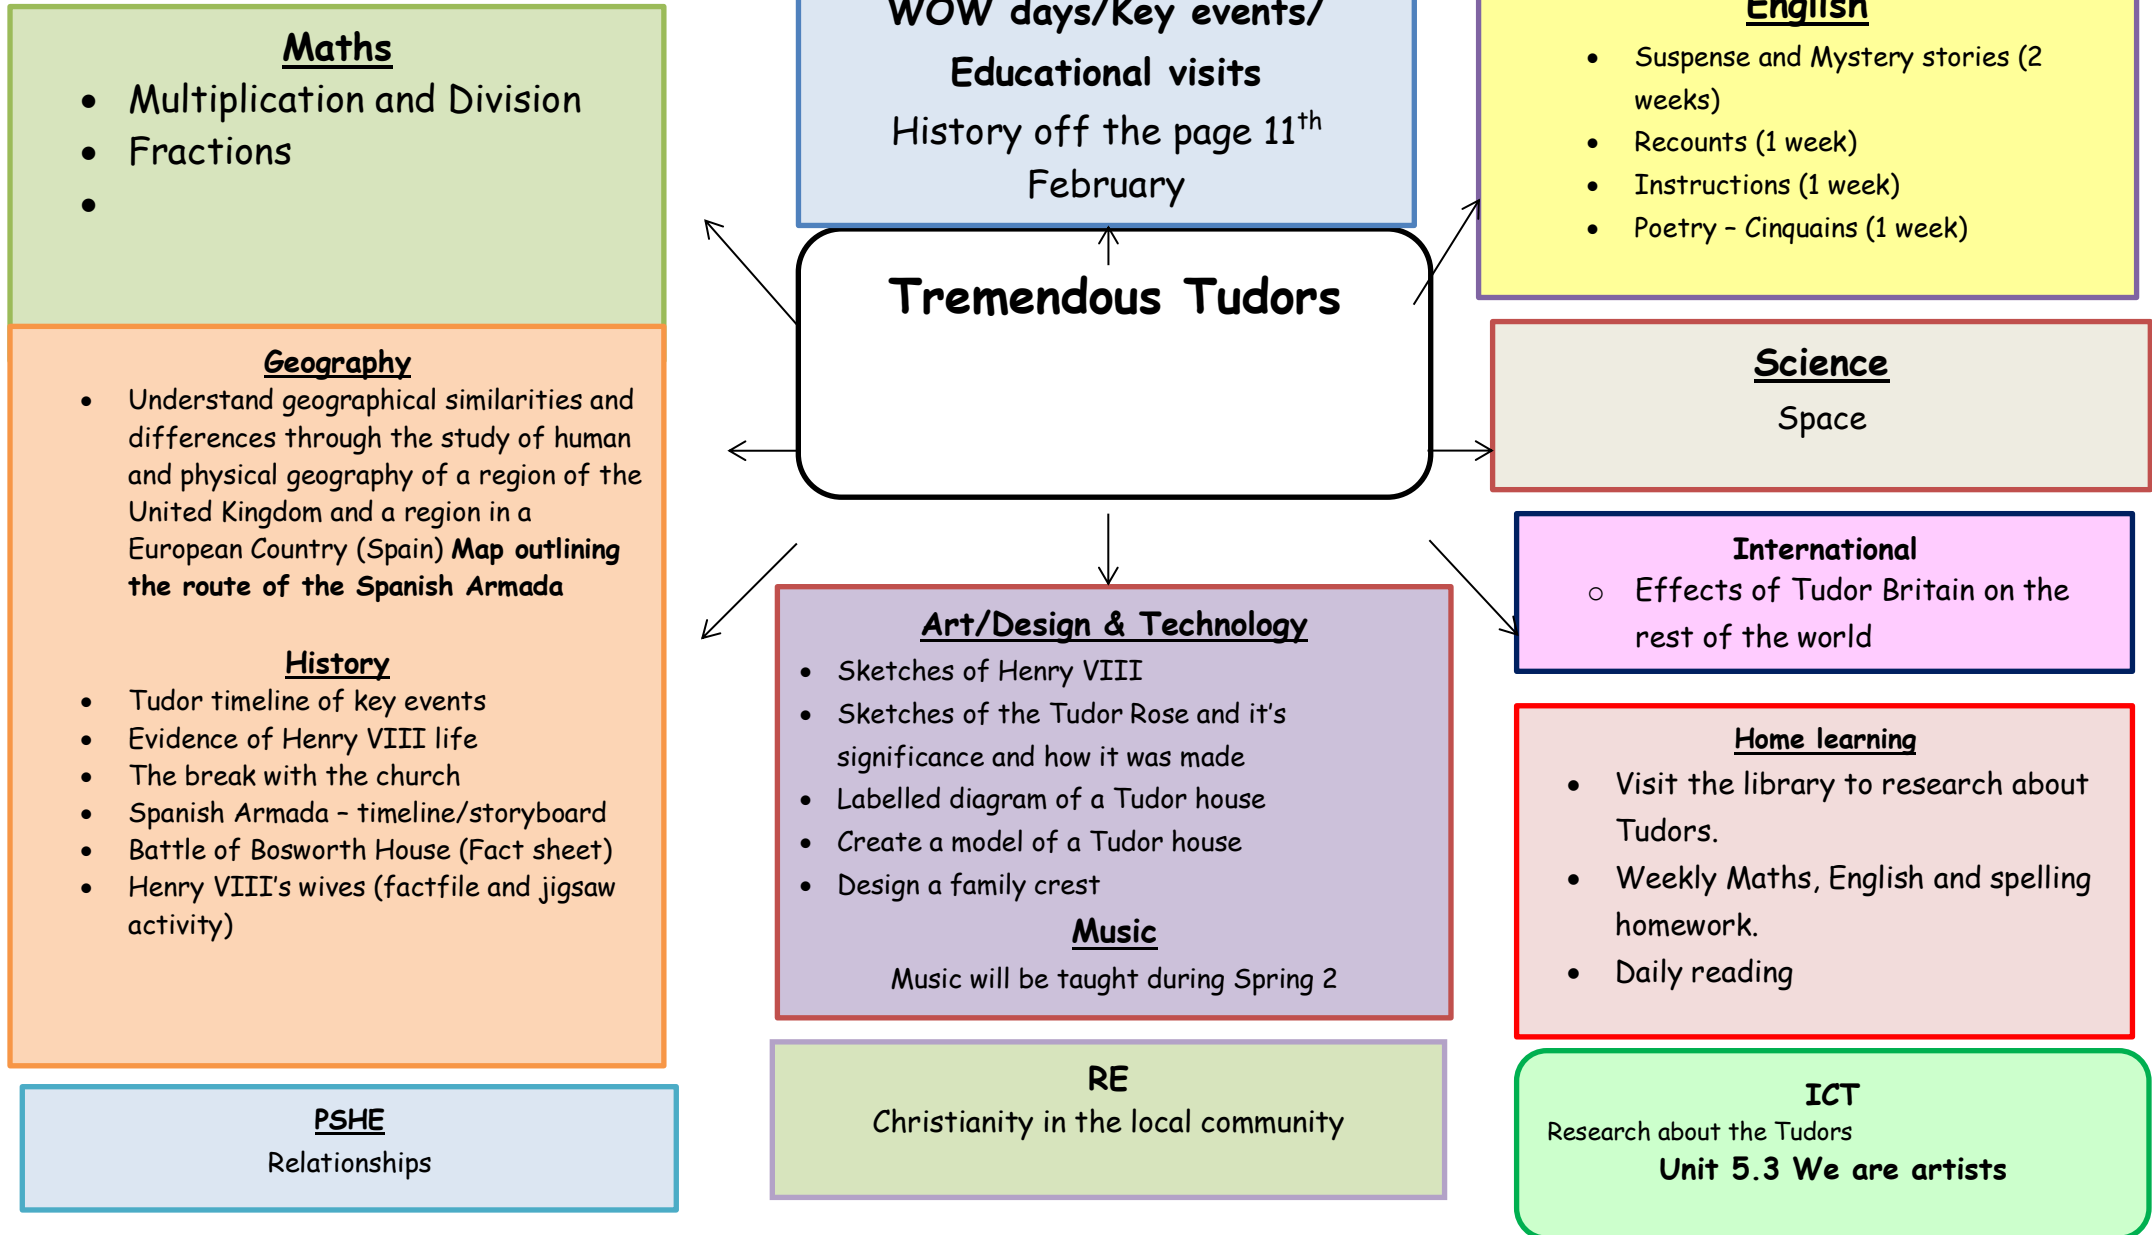 Maths
• Multiplication and Division
• Fractions
•
Geography
• Understand geographical similarities and
differences through the study of human
and physical geography of a region of the
United Kingdom and a region in a
European Country (Spain) Map outlining
the route of the Spanish Armada
History
• Tudor timeline of key events
• Evidence of Henry VIII life
• The break with the church
• Spanish Armada – timeline/storyboard
• Battle of Bosworth House (Fact sheet)
• Henry VIII's wives (factfile and jigsaw
activity)
PSHE
Relationships
WOW days/Key events/
Educational visits
History off the page 11th
February
Tremendous Tudors
Art/Design & Technology
• Sketches of Henry VIII
• Sketches of the Tudor Rose and it's
significance and how it was made
• Labelled diagram of a Tudor house
• Create a model of a Tudor house
• Design a family crest
Music
Music will be taught during Spring 2
RE
Christianity in the local community
English
• Suspense and Mystery stories (2
weeks)
• Recounts (1 week)
• Instructions (1 week)
• Poetry – Cinquains (1 week)
Science
Space
International
o Effects of Tudor Britain on the
rest of the world
Home learning
• Visit the library to research about
Tudors.
• Weekly Maths, English and spelling
homework.
• Daily reading
ICT
Research about the Tudors
Unit 5.3 We are artists